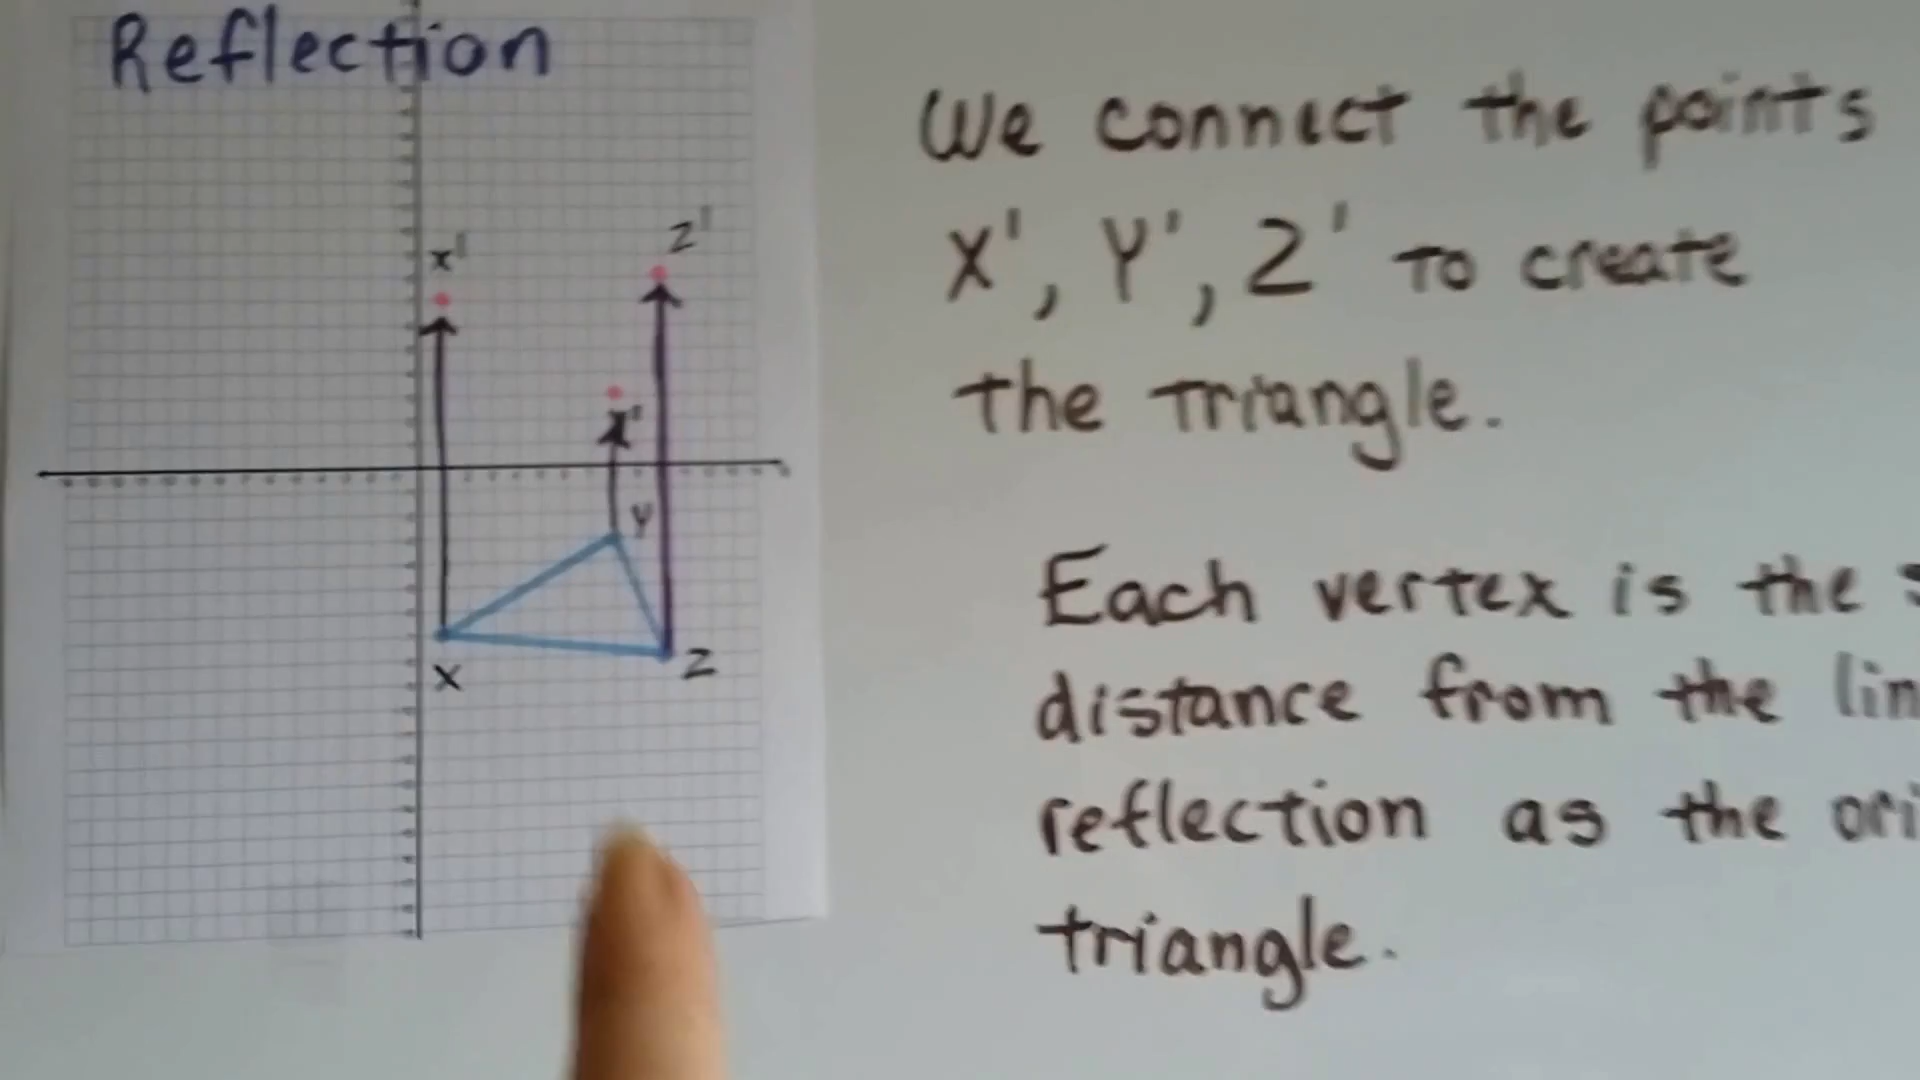 Reflection
x'
z'
Y
X
Z
We connect the points
X', Y', Z' to create
the triangle.
Each vertex is the
distance from the
reflection as the
triangle.